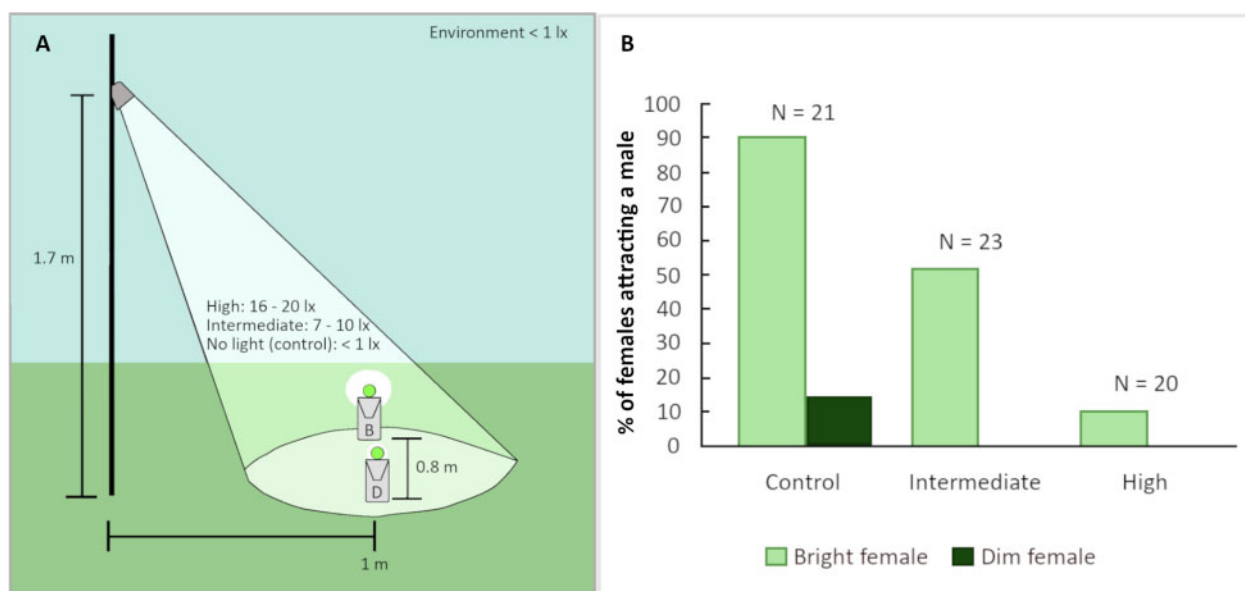 A
Environment < 1 lx
1.7 m
High: 16 - 20 lx
Intermediate: 7 - 10 lx
No light (control): < 1 lx
B
D
0.8 m
1 m
B
% of females attracting a male
100
90
80
70
60
50
40
30
20
10
0
N = 21
N = 23
N = 20
Control
Intermediate
High
Bright female
Dim female